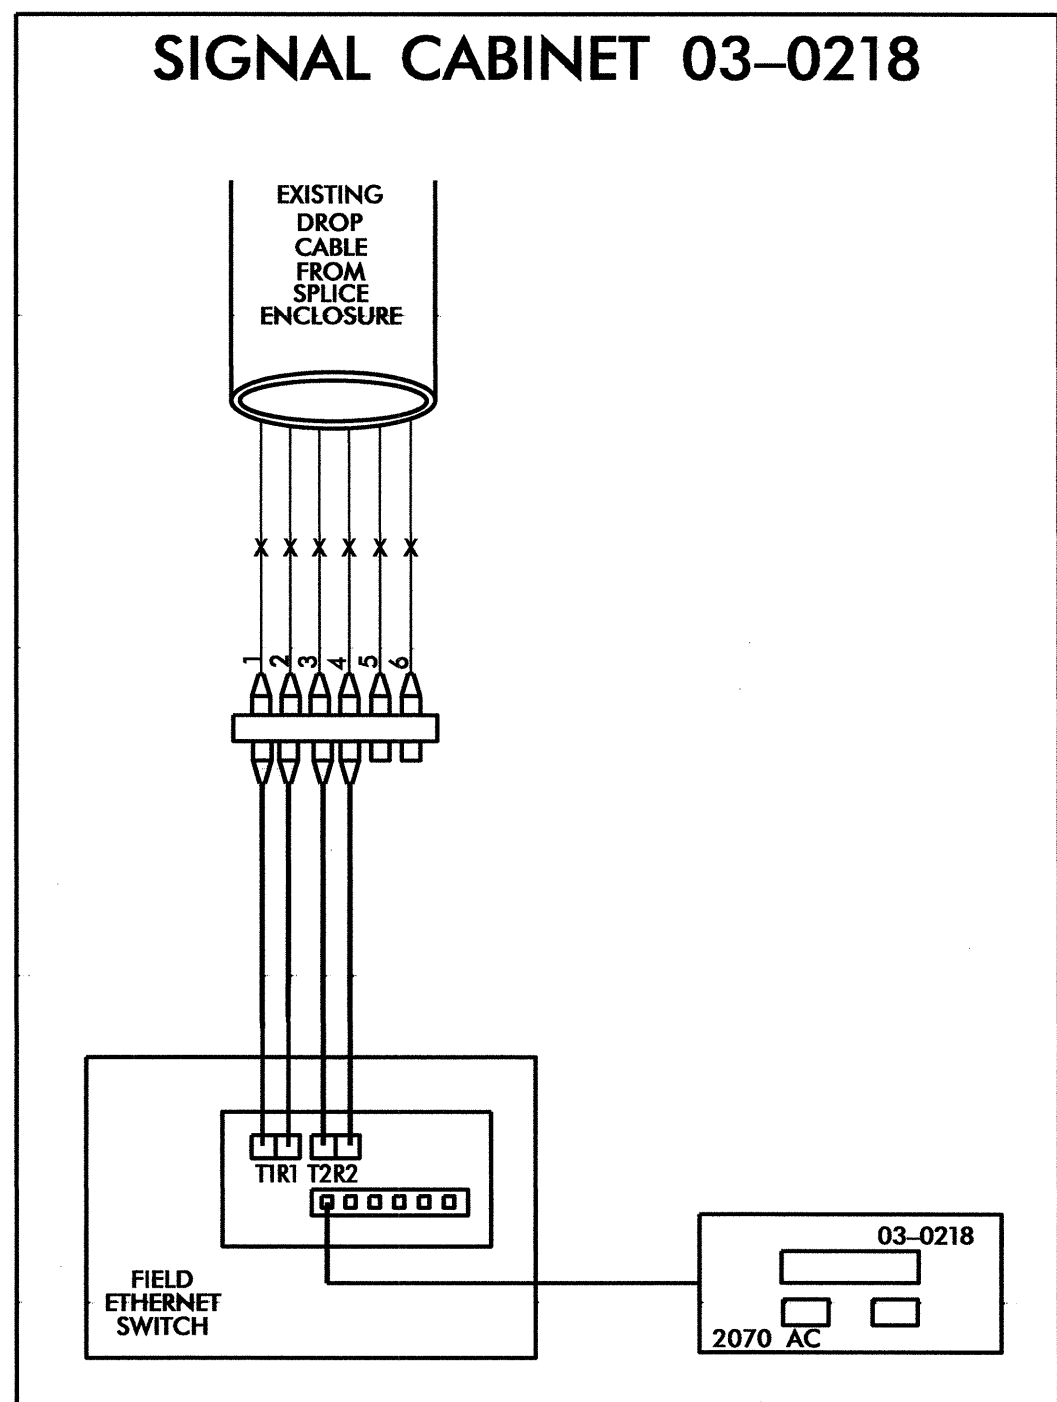 SIGNAL CABINET 03–0218
EXISTING
DROP
CABLE
FROM
SPLICE
ENCLOSURE
X X X X X X
1 2 3 4 5 6
T1R1 T2R2
FIELD
ETHERNET
SWITCH
03–0218
2070 AC